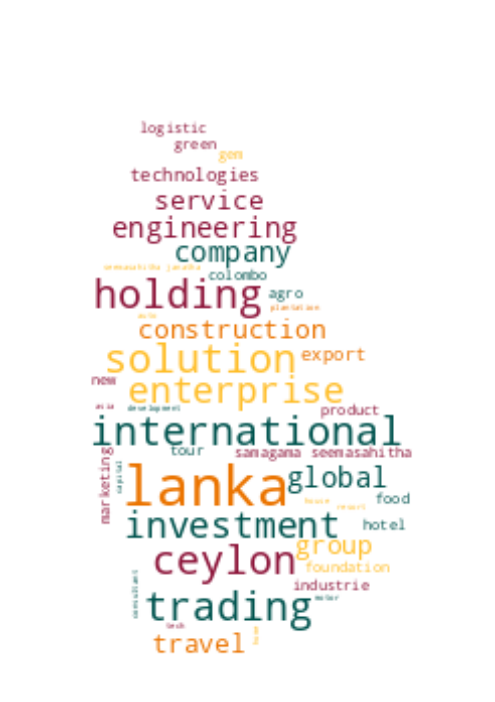 logistic
green
gem
technologies
service
engineering
company
seemasahitha janatha
colombo
holding
agro
plantation
construction
solution
export
new
enterprise
asia
development
product
international
tour
samagama seemasahitha
marketing
capital
lanka
global
house
food
resort
investment
hotel
ceylon
group
foundation
industrie
consultant
trading
motor
tech
travel